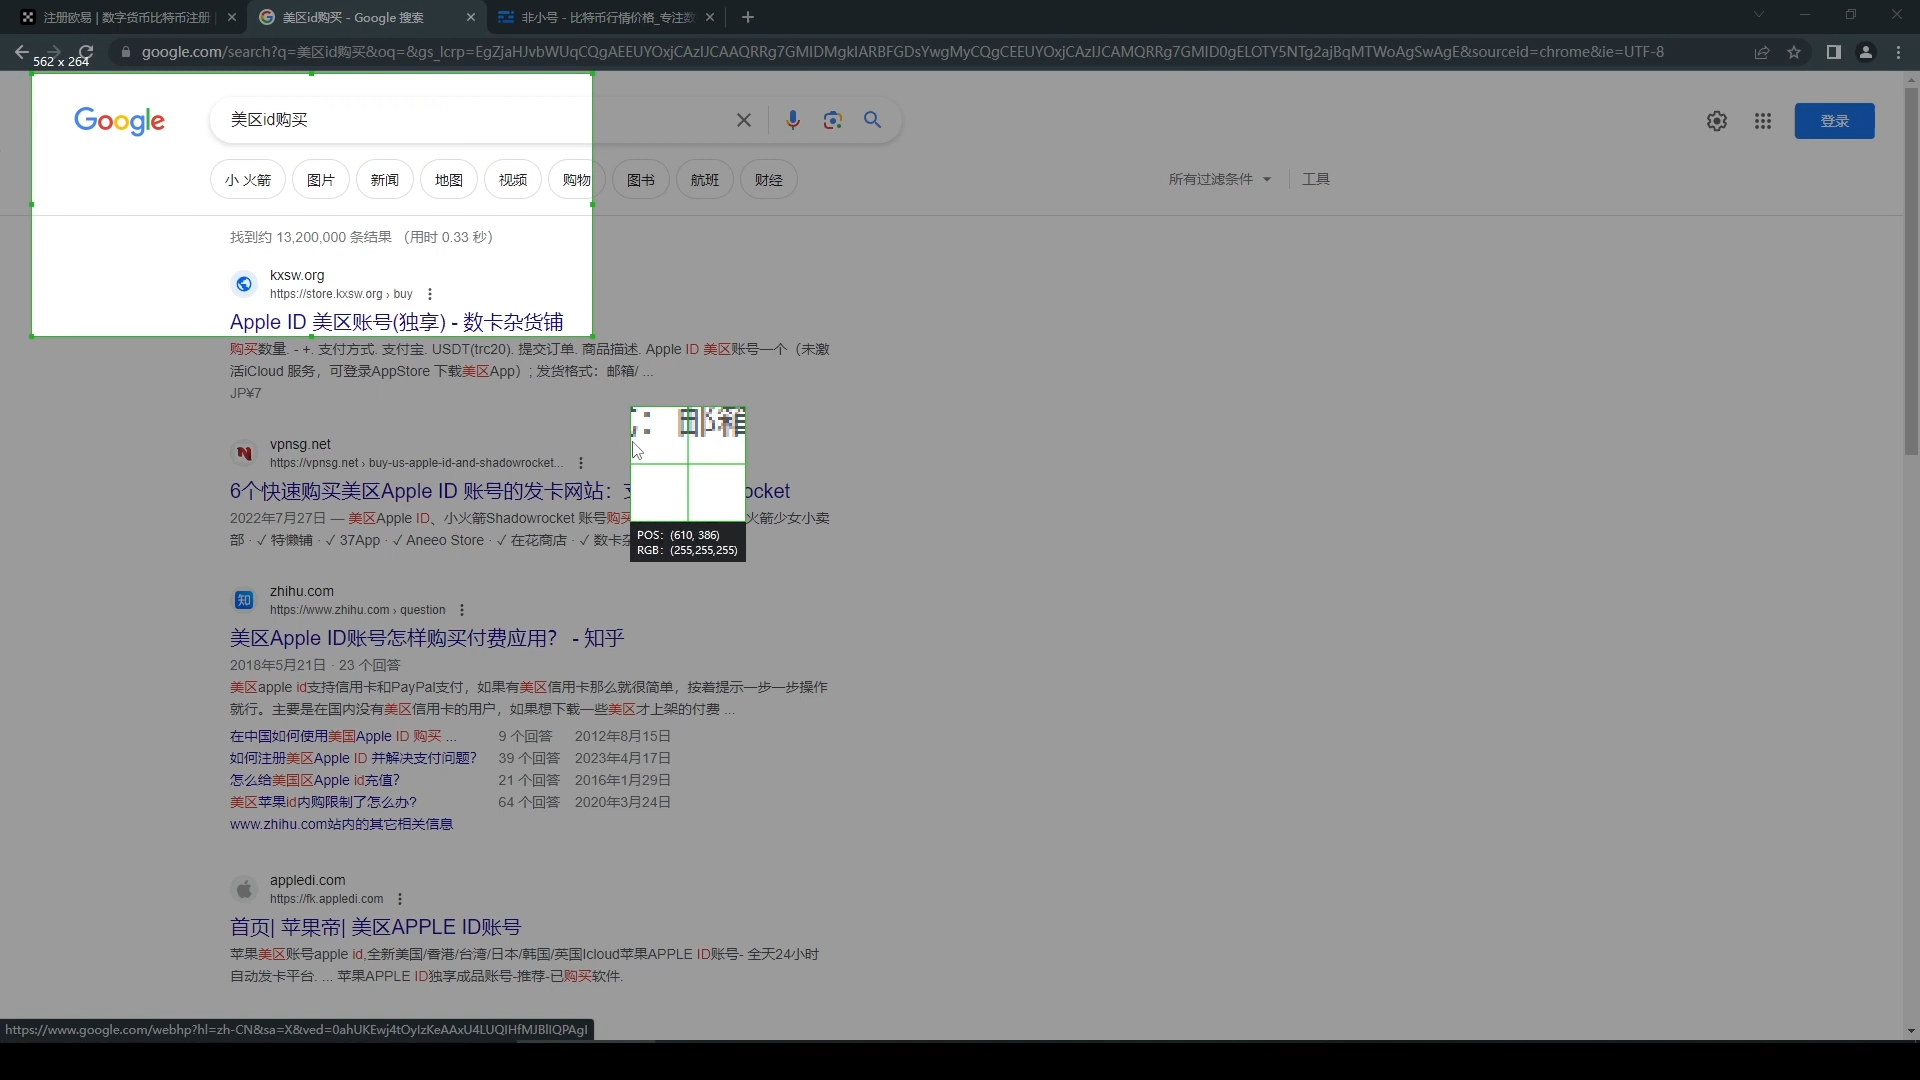 注册欧易 | 数字货币比特币注册
美区id购买 - Google 搜索
非小号 - 比特币行情价格_专注数
google.com/search?q=美区id购买&oq=&gs_lcrp=EgZjaHJvbWUqCQgAEEUYOxjCAzIJCAAQRRg7GMIDMgkIARBFGDsYwgMyCQgCEEUYOxjCAzIJCAMQRRg7GMID0gELOTY5NTg2ajBqMTWoAgSwAgE&sourceid=chrome&ie=UTF-8
562 x 264
Google
美区id购买
登录
小 火箭 图片 新闻 地图 视频 购物 图书 航班 财经
所有过滤条件 工具
找到约 13,200,000 条结果 （用时 0.33 秒）
kxsw.org
https://store.kxsw.org › buy
Apple ID 美区账号(独享) - 数卡杂货铺
购买数量. - +. 支付方式. 支付宝. USDT(trc20). 提交订单. 商品描述. Apple ID 美区账号一个（未激
活iCloud 服务，可登录AppStore 下载美区App）; 发货格式：邮箱/ ...
JP¥7
：邮箱
vpnsg.net
https://vpnsg.net › buy-us-apple-id-and-shadowrocket...
6个快速购买美区Apple ID 账号的发卡网站： ocket
2022年7月27日 — 美区Apple ID、小火箭Shadowrocket 账号购买 火箭少女小卖
部 · ✓ 特懒铺 · ✓ 37App · ✓ Aneeo Store · ✓ 在花商店 · ✓ 数卡杂
POS: (610, 386)
RGB: (255,255,255)
zhihu.com
https://www.zhihu.com › question
美区Apple ID账号怎样购买付费应用？ - 知乎
2018年5月21日 · 23 个回答
美区apple id支持信用卡和PayPal支付，如果有美区信用卡那么就很简单，按着提示一步一步操作
就行。主要是在国内没有美区信用卡的用户，如果想下载一些美区才上架的付费 ...
在中国如何使用美国Apple ID 购买 ... 9 个回答 2012年8月15日
如何注册美区Apple ID 并解决支付问题? 39 个回答 2023年4月17日
怎么给美国区Apple id充值? 21 个回答 2016年1月29日
美区苹果id内购限制了怎么办? 64 个回答 2020年3月24日
www.zhihu.com站内的其它相关信息
appledi.com
https://fk.appledi.com
首页| 苹果帝| 美区APPLE ID账号
苹果美区账号apple id,全新美国/香港/台湾/日本/韩国/英国Icloud苹果APPLE ID账号- 全天24小时
自动发卡平台. ... 苹果APPLE ID独享成品账号-推荐-已购买软件.
https://www.google.com/webhp?hl=zh-CN&sa=X&ved=0ahUKEwj4tOyIzKeAAxU4LUQIHfMJBlIQPAgI